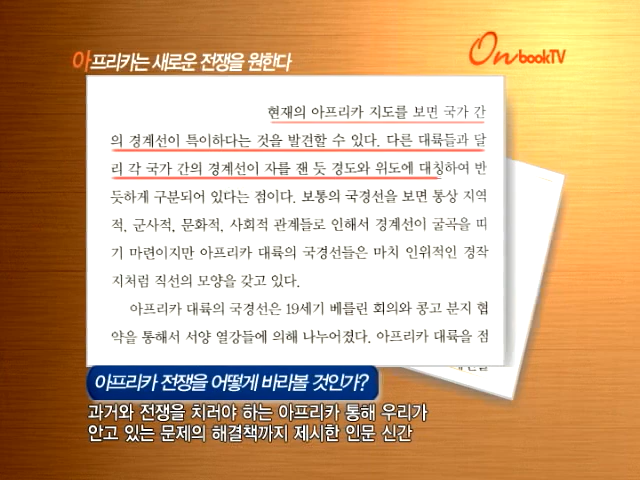 아프리카는 새로운 전쟁을 원한다
On bookTV
현재의 아프리카 지도를 보면 국가 간
의 경계선이 특이하다는 것을 발견할 수 있다. 다른 대륙들과 달
리 각 국가 간의 경계선이 자를 잰 듯 경도와 위도에 대칭하여 반
듯하게 구분되어 있다는 점이다. 보통의 국경선을 보면 통상 지역
적, 군사적, 문화적, 사회적 관계들로 인해서 경계선이 굴곡을 띠
기 마련이지만 아프리카 대륙의 국경선들은 마치 인위적인 경작
지처럼 직선의 모양을 갖고 있다.
아프리카 대륙의 국경선은 19세기 베를린 회의와 콩고 분지 협
약을 통해서 서양 열강들에 의해 나누어졌다. 아프리카 대륙을 점
아프리카 전쟁을 어떻게 바라볼 것인가?
과거와 전쟁을 치러야 하는 아프리카 통해 우리가
안고 있는 문제의 해결책까지 제시한 인문 신간